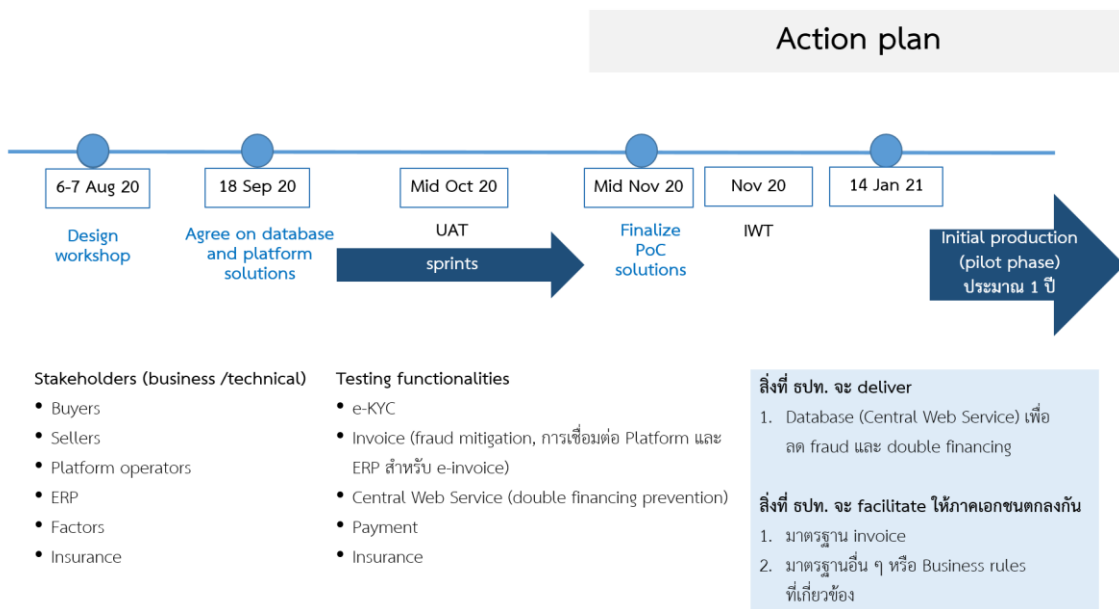 Action plan
6-7 Aug 20
18 Sep 20
Mid Oct 20
Mid Nov 20
Nov 20
14 Jan 21
Design
workshop
Agree on database
and platform
solutions
UAT
sprints
Finalize
PoC
solutions
IWT
Initial production
(pilot phase)
ประมาณ 1 ปี
Stakeholders (business /technical)
• Buyers
• Sellers
• Platform operators
• ERP
• Factors
• Insurance
Testing functionalities
• e-KYC
• Invoice (fraud mitigation, การเชื่อมต่อ Platform และ
ERP สำหรับ e-invoice)
• Central Web Service (double financing prevention)
• Payment
• Insurance
สิ่งที่ ธปท. จะ deliver
1. Database (Central Web Service) เพื่อ
ลด fraud และ double financing
สิ่งที่ ธปท. จะ facilitate ให้ภาคเอกชนตกลงกัน
1. มาตรฐาน invoice
2. มาตรฐานอื่น ๆ หรือ Business rules
ที่เกี่ยวข้อง